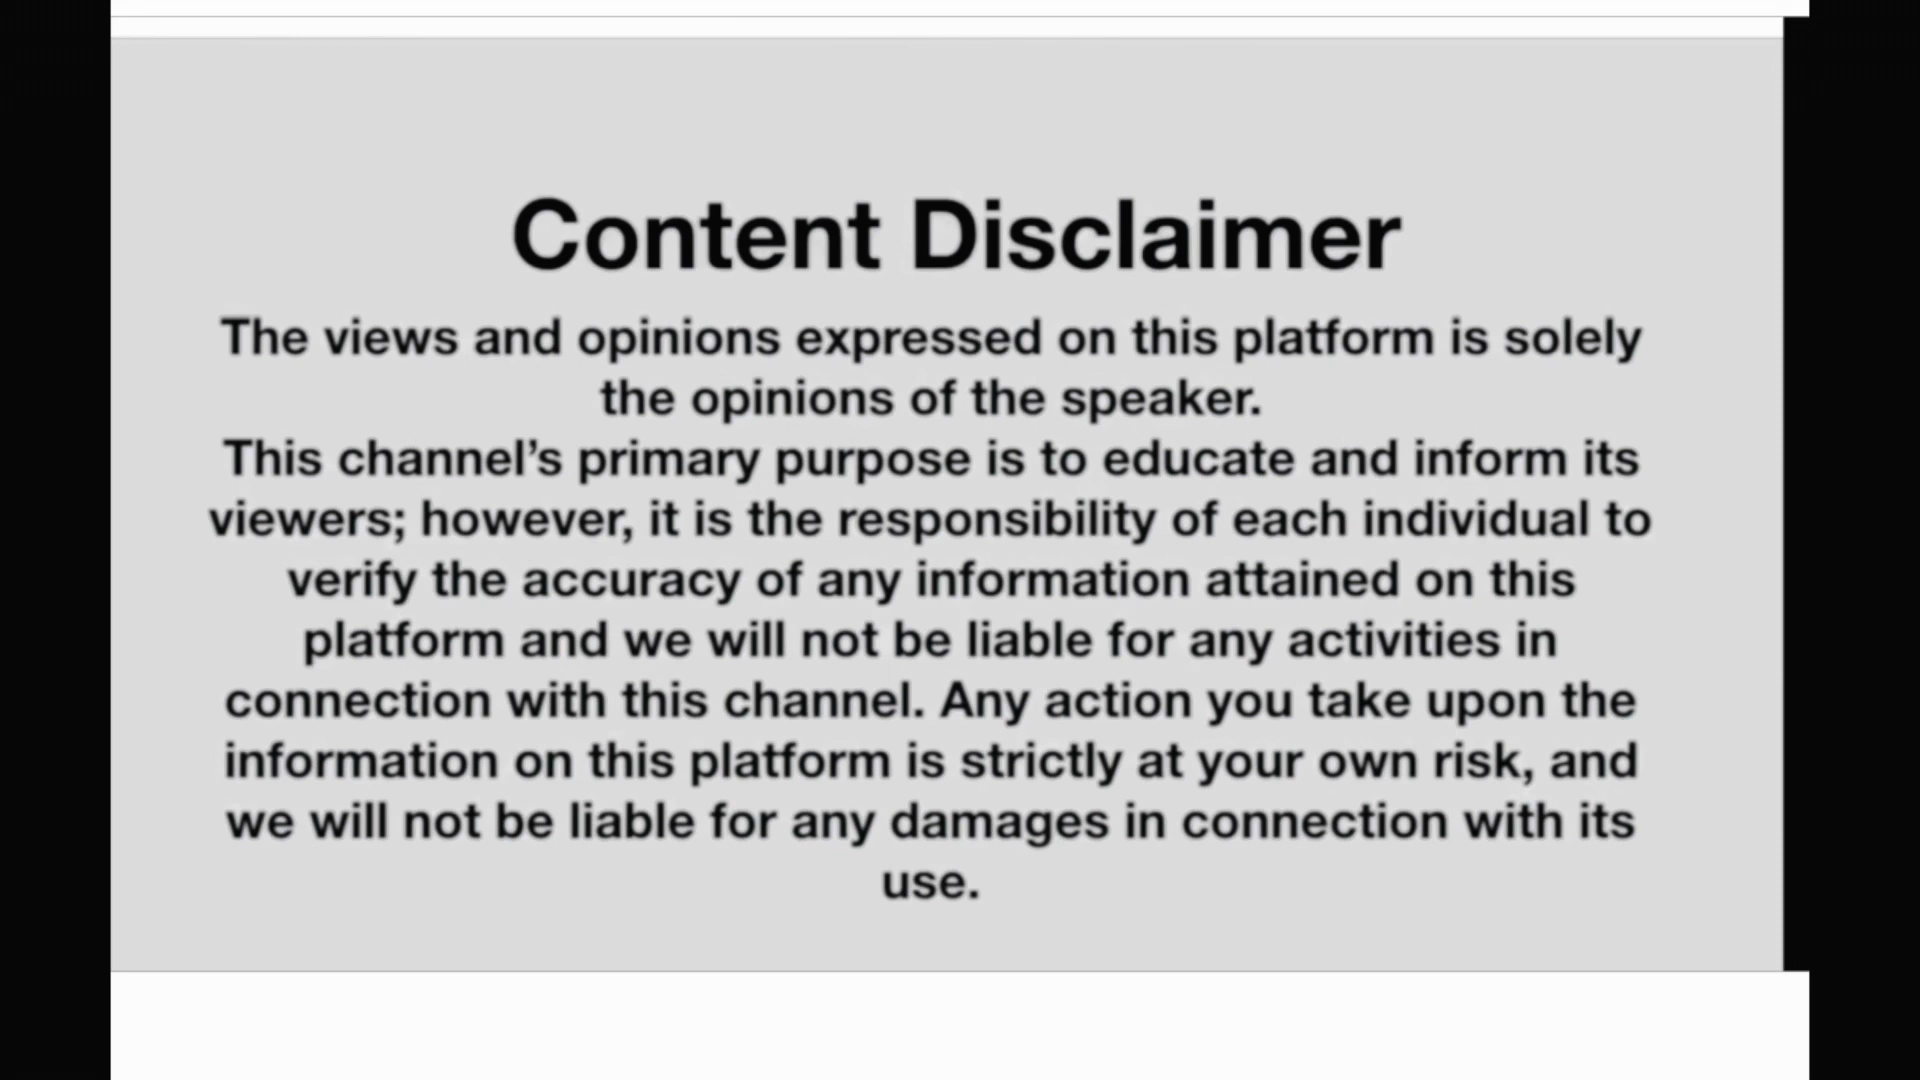 Content Disclaimer
The views and opinions expressed on this platform is solely
the opinions of the speaker.
This channel’s primary purpose is to educate and inform its
viewers; however, it is the responsibility of each individual to
verify the accuracy of any information attained on this
platform and we will not be liable for any activities in
connection with this channel. Any action you take upon the
information on this platform is strictly at your own risk, and
we will not be liable for any damages in connection with its
use.